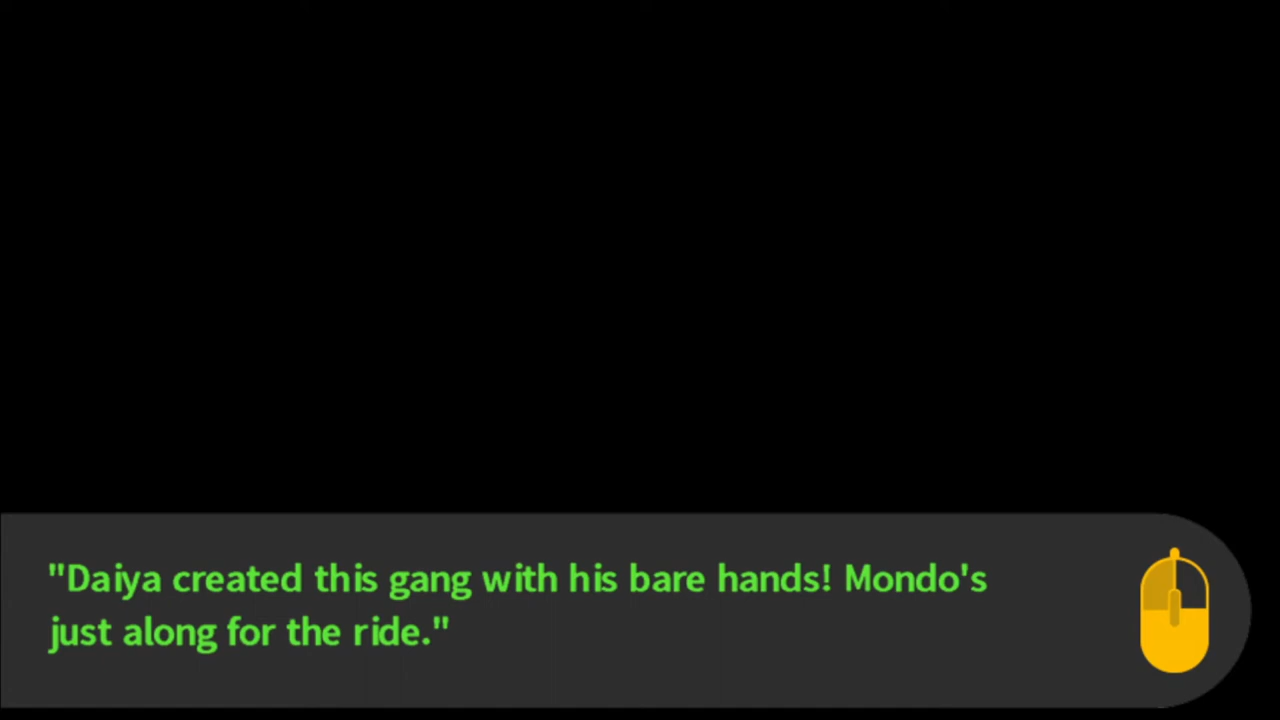 "Daiya created this gang with his bare hands! Mondo's
just along for the ride."